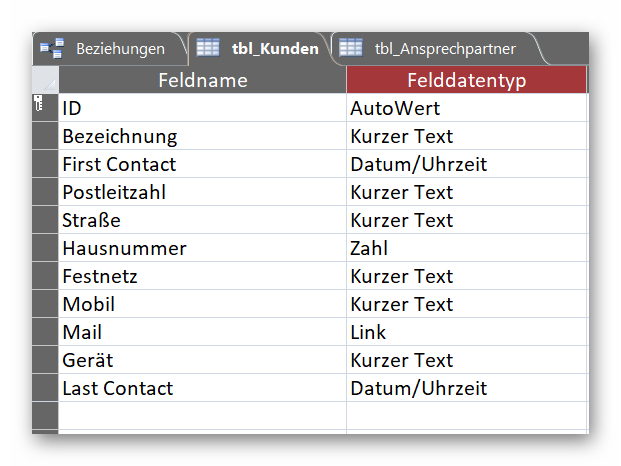 Beziehungen tbl_Kunden tbl_Ansprechpartner
Feldname Felddatentyp
ID AutoWert
Bezeichnung Kurzer Text
First Contact Datum/Uhrzeit
Postleitzahl Kurzer Text
Straße Kurzer Text
Hausnummer Zahl
Festnetz Kurzer Text
Mobil Kurzer Text
Mail Link
Gerät Kurzer Text
Last Contact Datum/Uhrzeit